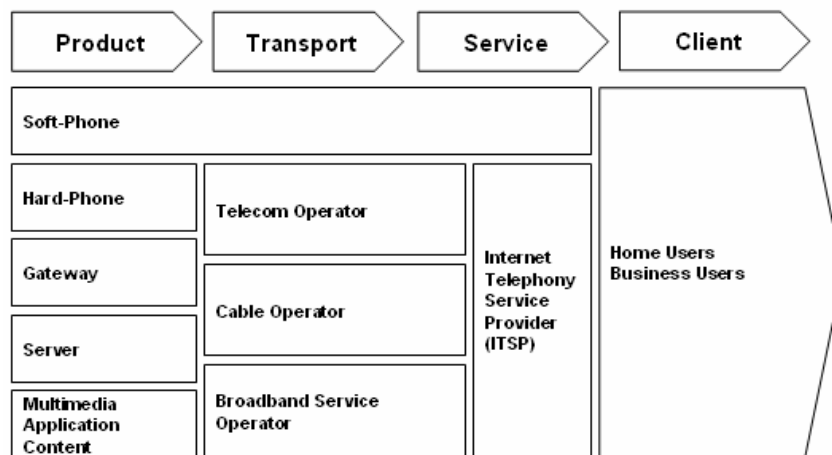 Product
Transport
Service
Client
Soft-Phone
Hard-Phone
Gateway
Server
Multimedia
Application
Content
Telecom Operator
Cable Operator
Broadband Service
Operator
Internet
Telephony
Service
Provider
(ITSP)
Home Users
Business Users